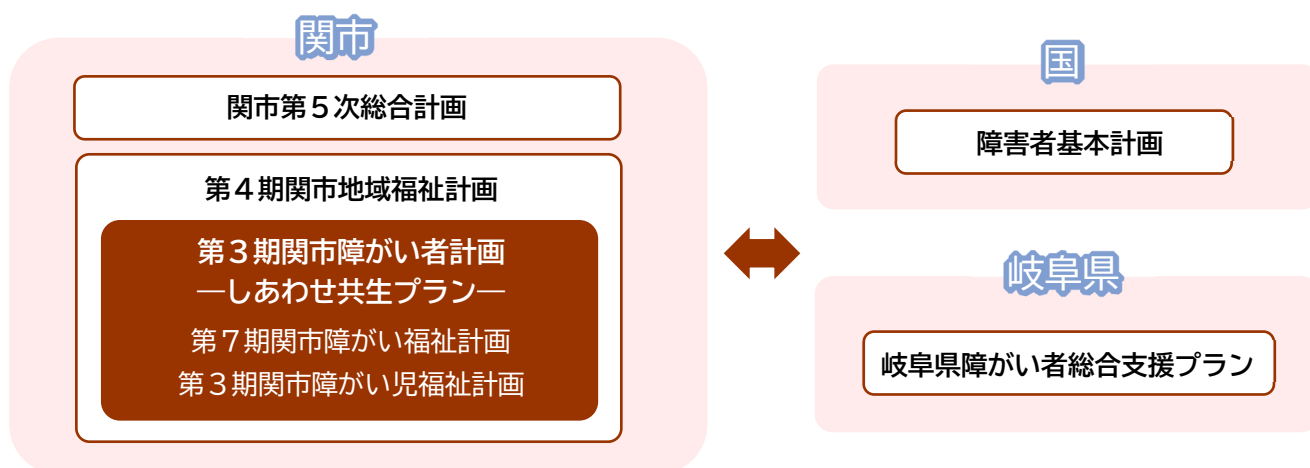 関市
関市第５次総合計画
第４期関市地域福祉計画
第３期関市障がい者計画
―しあわせ共生プラン―
第７期関市障がい福祉計画
第３期関市障がい児福祉計画
国
障害者基本計画
岐阜県
岐阜県障がい者総合支援プラン